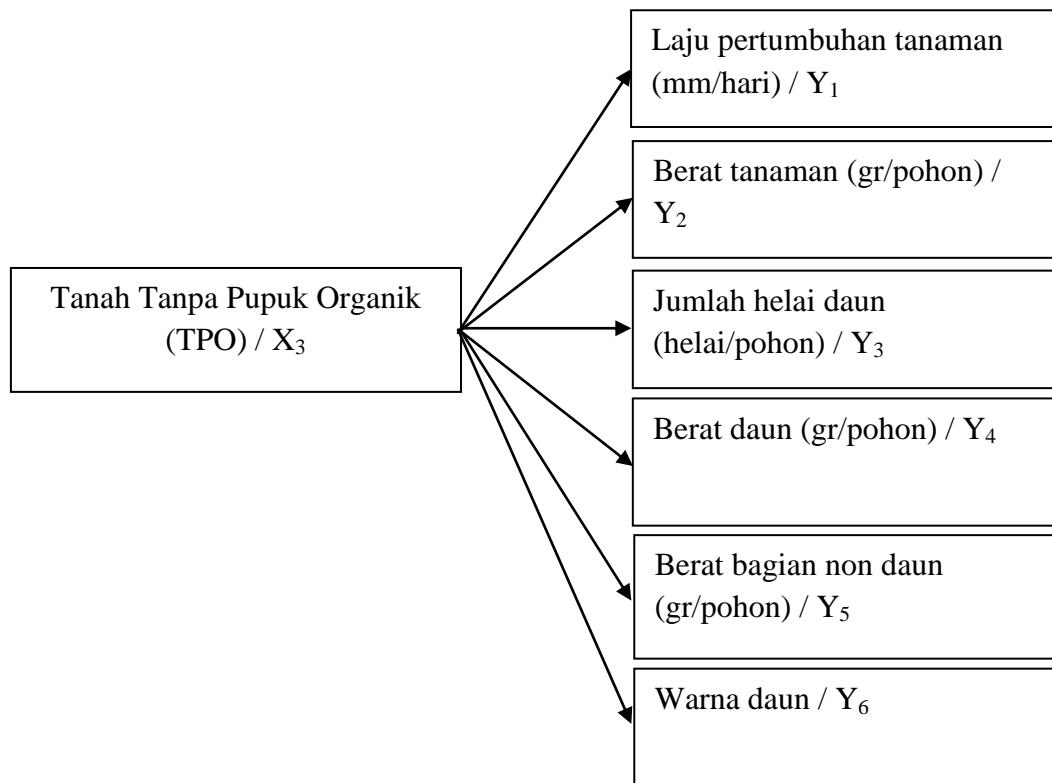 Laju pertumbuhan tanaman
(mm/hari) / Y₁
Berat tanaman (gr/pohon) /
Y₂
Tanah Tanpa Pupuk Organik
(TPO) / X₃
Jumlah helai daun
(helai/pohon) / Y₃
Berat daun (gr/pohon) / Y₄
Berat bagian non daun
(gr/pohon) / Y₅
Warna daun / Y₆